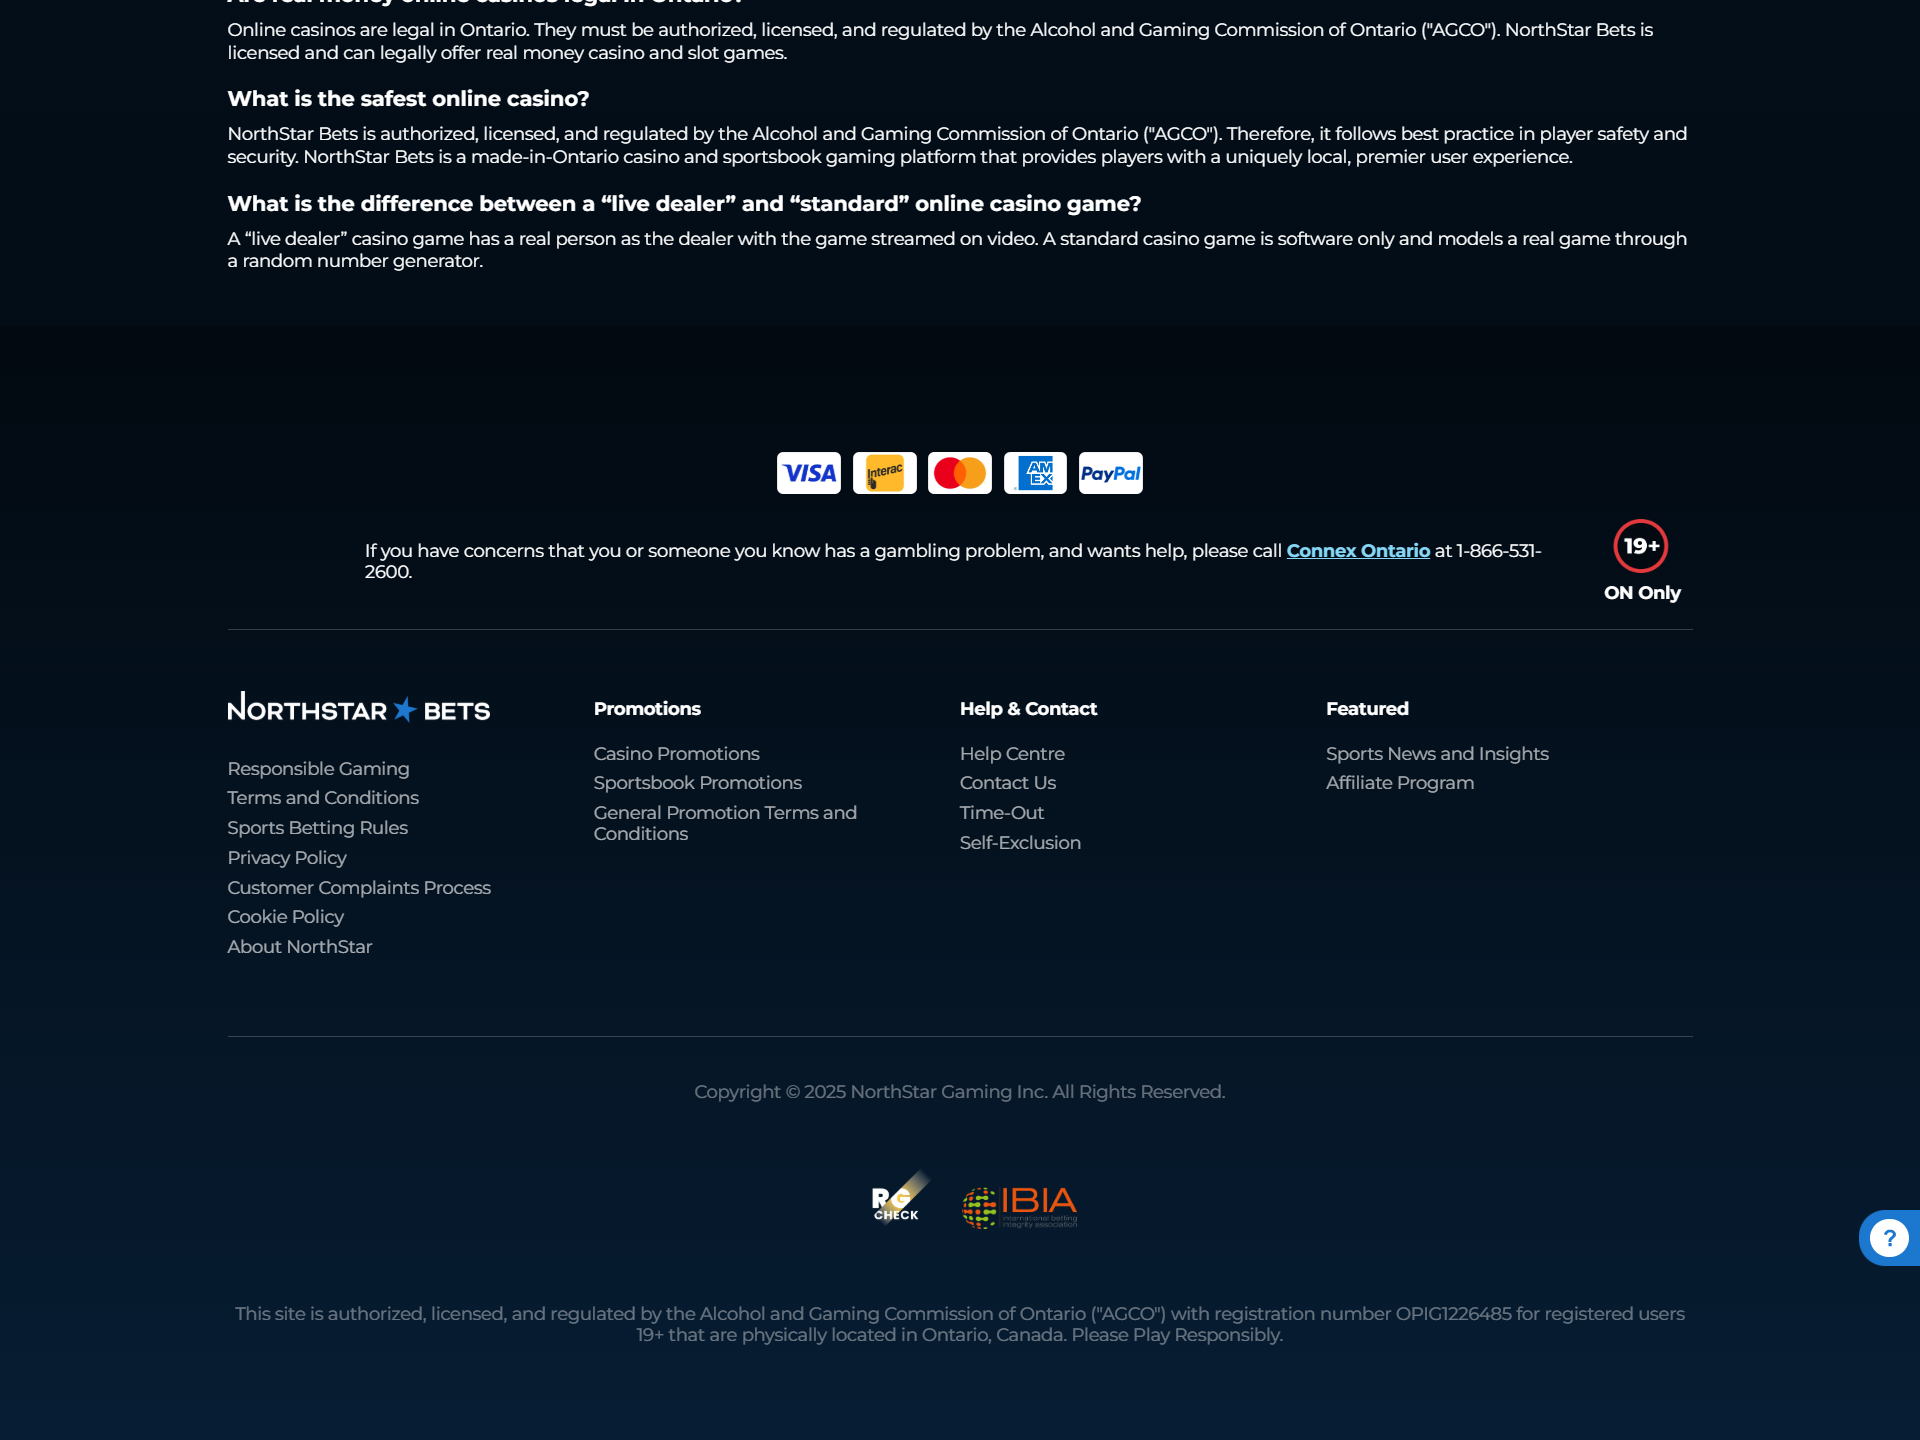 Are real money online casinos legal in Ontario?
Online casinos are legal in Ontario. They must be authorized, licensed, and regulated by the Alcohol and Gaming Commission of Ontario ("AGCO"). NorthStar Bets is
licensed and can legally offer real money casino and slot games.
What is the safest online casino?
NorthStar Bets is authorized, licensed, and regulated by the Alcohol and Gaming Commission of Ontario ("AGCO"). Therefore, it follows best practice in player safety and
security. NorthStar Bets is a made-in-Ontario casino and sportsbook gaming platform that provides players with a uniquely local, premier user experience.
What is the difference between a “live dealer” and “standard” online casino game?
A “live dealer” casino game has a real person as the dealer with the game streamed on video. A standard casino game is software only and models a real game through
a random number generator.
VISA Interac AMEX PayPal
If you have concerns that you or someone you know has a gambling problem, and wants help, please call Connex Ontario at 1-866-531-
2600.
19+
ON Only
NORTHSTAR BETS
Responsible Gaming
Terms and Conditions
Sports Betting Rules
Privacy Policy
Customer Complaints Process
Cookie Policy
About NorthStar
Promotions
Casino Promotions
Sportsbook Promotions
General Promotion Terms and
Conditions
Help & Contact
Help Centre
Contact Us
Time-Out
Self-Exclusion
Featured
Sports News and Insights
Affiliate Program
Copyright © 2025 NorthStar Gaming Inc. All Rights Reserved.
RG
CHECK
IBIA
international betting
integrity association
?
This site is authorized, licensed, and regulated by the Alcohol and Gaming Commission of Ontario ("AGCO") with registration number OPIG1226485 for registered users
19+ that are physically located in Ontario, Canada. Please Play Responsibly.